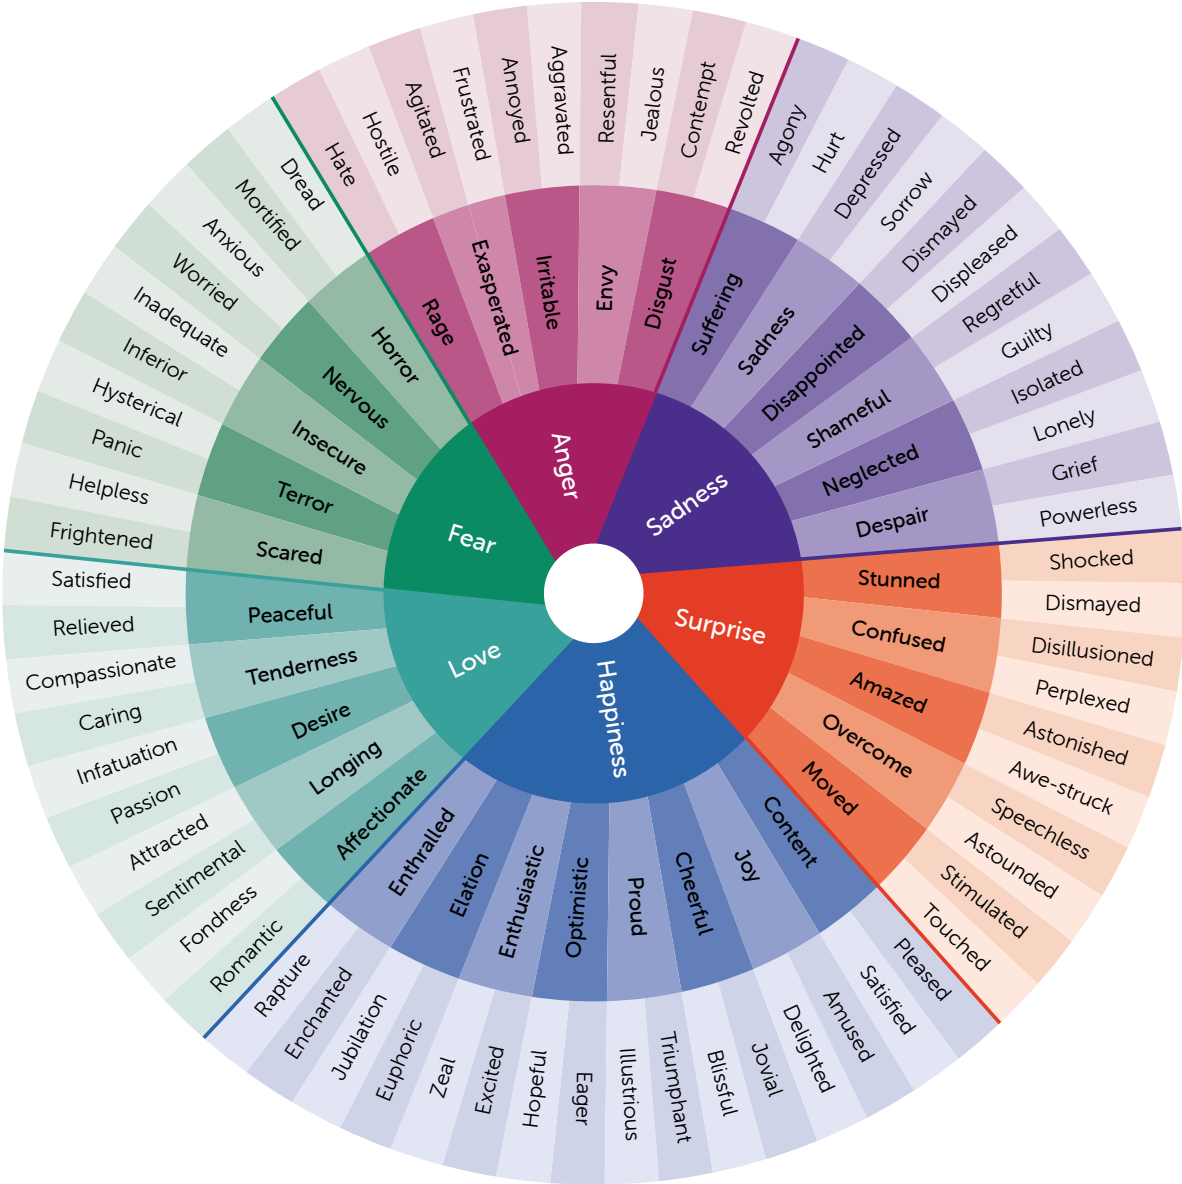 Anger
Rage
Exasperated
Irritable
Envy
Disgust
Hate
Hostile
Agitated
Frustrated
Annoyed
Aggravated
Resentful
Jealous
Contempt
Revolted
Sadness
Suffering
Sadness
Disappointed
Shameful
Neglected
Despair
Agony
Hurt
Depressed
Sorrow
Dismayed
Displeased
Regretful
Guilty
Isolated
Lonely
Grief
Powerless
Surprise
Stunned
Confused
Amazed
Overcome
Moved
Shocked
Dismayed
Disillusioned
Perplexed
Astonished
Awe-struck
Speechless
Astounded
Stimulated
Touched
Happiness
Content
Joy
Cheerful
Proud
Optimistic
Enthusiastic
Elation
Enthralled
Pleased
Satisfied
Amused
Delighted
Jovial
Blissful
Triumphant
Illustrious
Eager
Hopeful
Excited
Zeal
Euphoric
Jubilation
Enchanted
Rapture
Love
Affectionate
Longing
Desire
Tenderness
Peaceful
Romantic
Fondness
Sentimental
Attracted
Passion
Infatuation
Caring
Compassionate
Relieved
Satisfied
Fear
Scared
Terror
Insecure
Nervous
Horror
Frightened
Helpless
Panic
Hysterical
Inferior
Inadequate
Worried
Anxious
Mortified
Dread